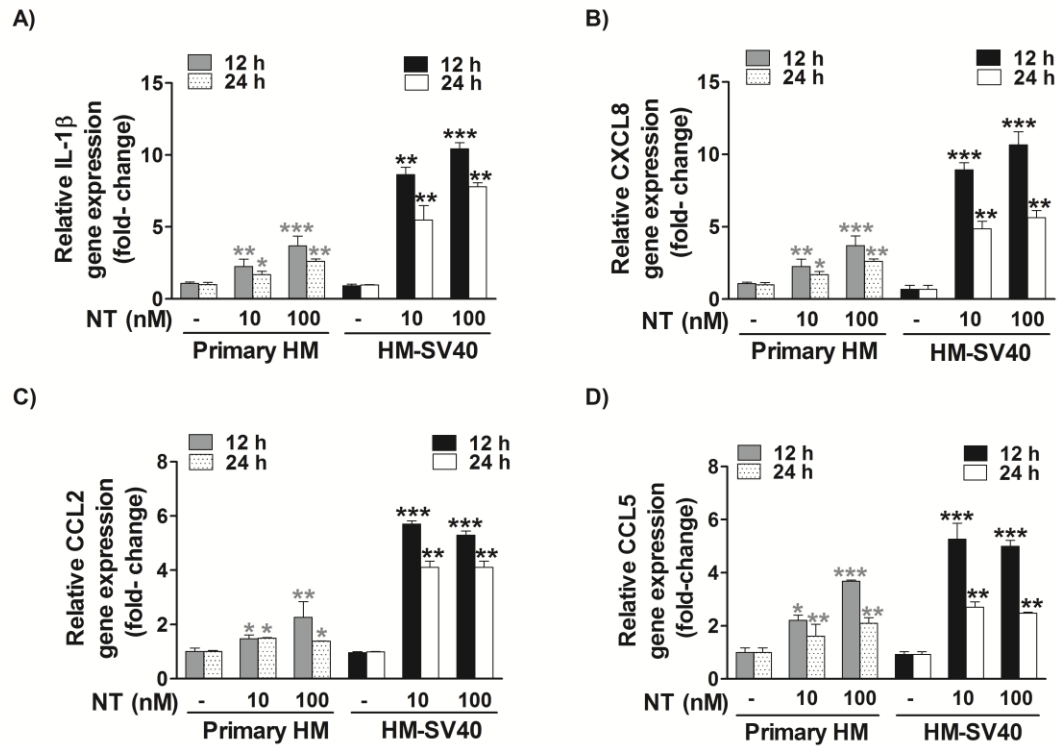 A)
12 h
24 h
12 h
24 h
Relative IL-1β
gene expression
(fold- change)
15
10
5
0
** * *** ** ** ** *** **
NT (nM) - 10 100 - 10 100
Primary HM HM-SV40
B)
12 h
24 h
12 h
24 h
Relative CXCL8
gene expression
(fold- change)
15
10
5
0
** * *** ** *** ** *** **
NT (nM) - 10 100 - 10 100
Primary HM HM-SV40
C)
12 h
24 h
12 h
24 h
Relative CCL2
gene expression
(fold- change)
8
6
4
2
0
* * ** * *** ** *** **
NT (nM) - 10 100 - 10 100
Primary HM HM-SV40
D)
12 h
24 h
12 h
24 h
Relative CCL5
gene expression
(fold-change)
8
6
4
2
0
* ** *** ** *** ** *** **
NT (nM) - 10 100 - 10 100
Primary HM HM-SV40